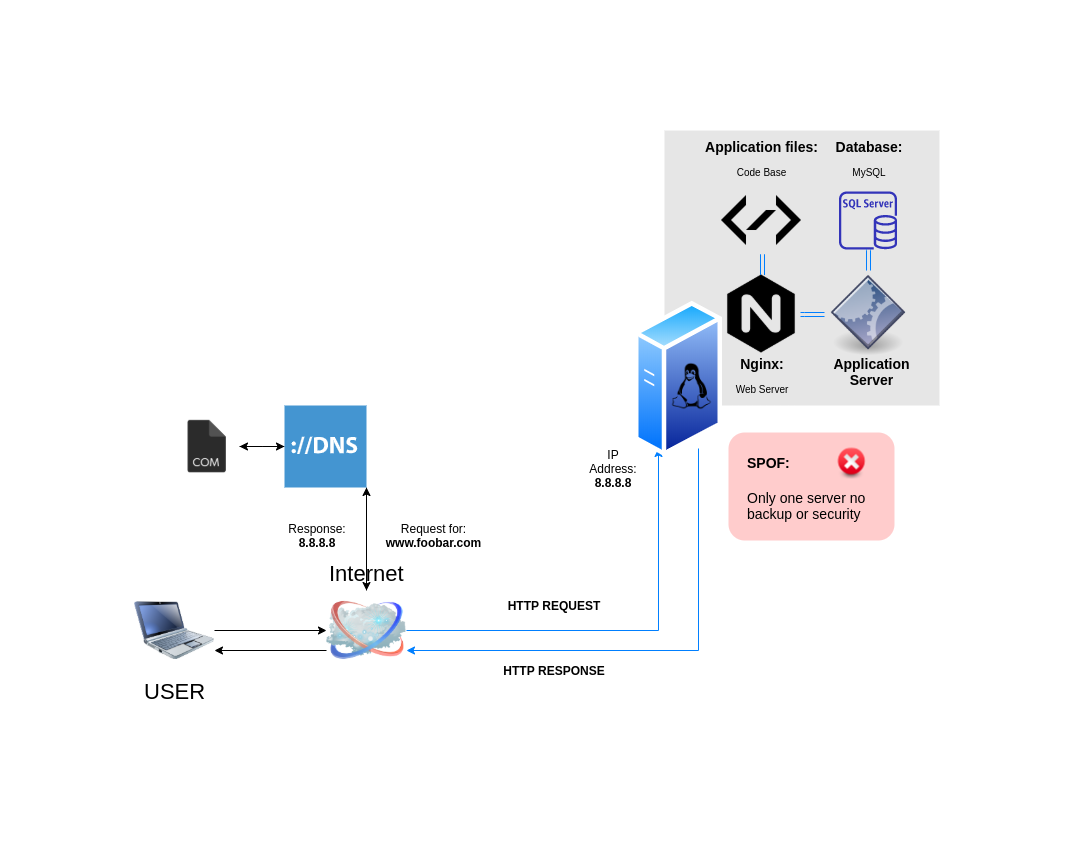 Application files:
Database:
Code Base
MySQL
SQL Server
N
Nginx:
Web Server
Application
Server
COM
://DNS
IP
Address:
8.8.8.8
SPOF:
Only one server no
backup or security
Response:
8.8.8.8
Request for:
www.foobar.com
Internet
HTTP REQUEST
HTTP RESPONSE
USER